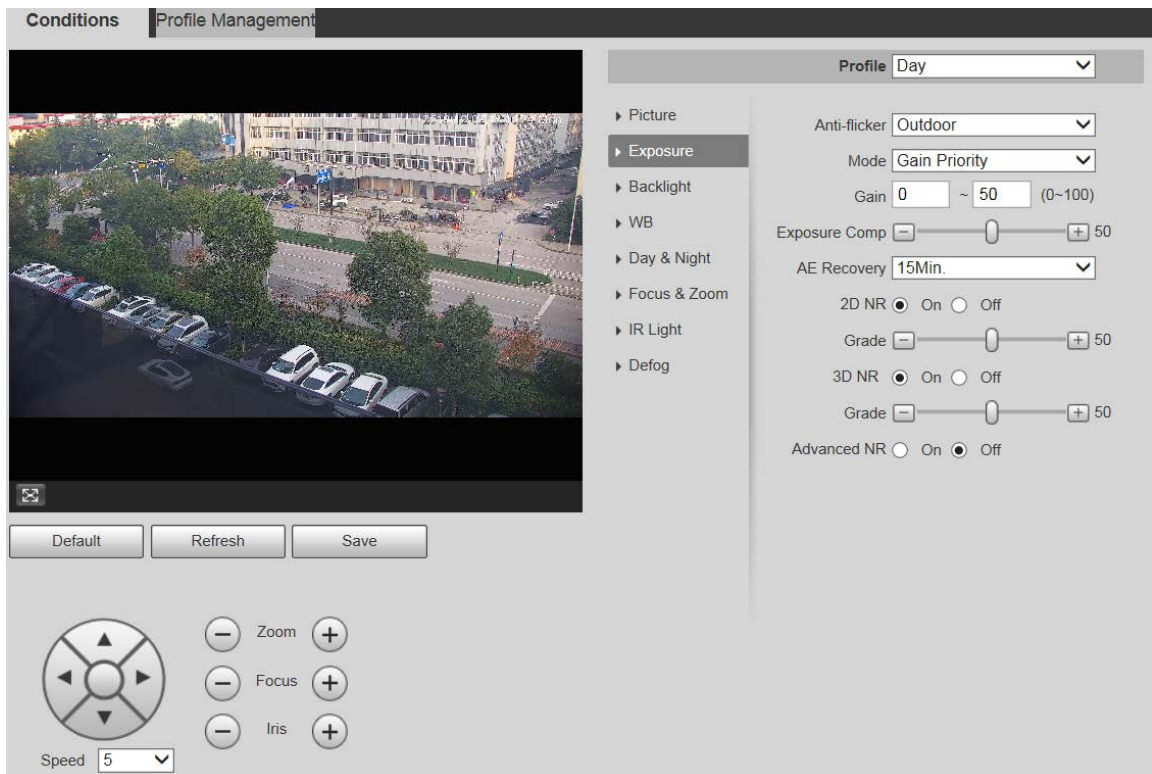 Conditions Profile Management
Profile Day
Picture
Exposure
Backlight
WB
Day & Night
Focus & Zoom
IR Light
Defog
Anti-flicker Outdoor
Mode Gain Priority
Gain 0 ~ 50 (0~100)
Exposure Comp 50
AE Recovery 15Min.
2D NR On Off
Grade 50
3D NR On Off
Grade 50
Advanced NR On Off
Default Refresh Save
Zoom
Focus
Iris
Speed 5